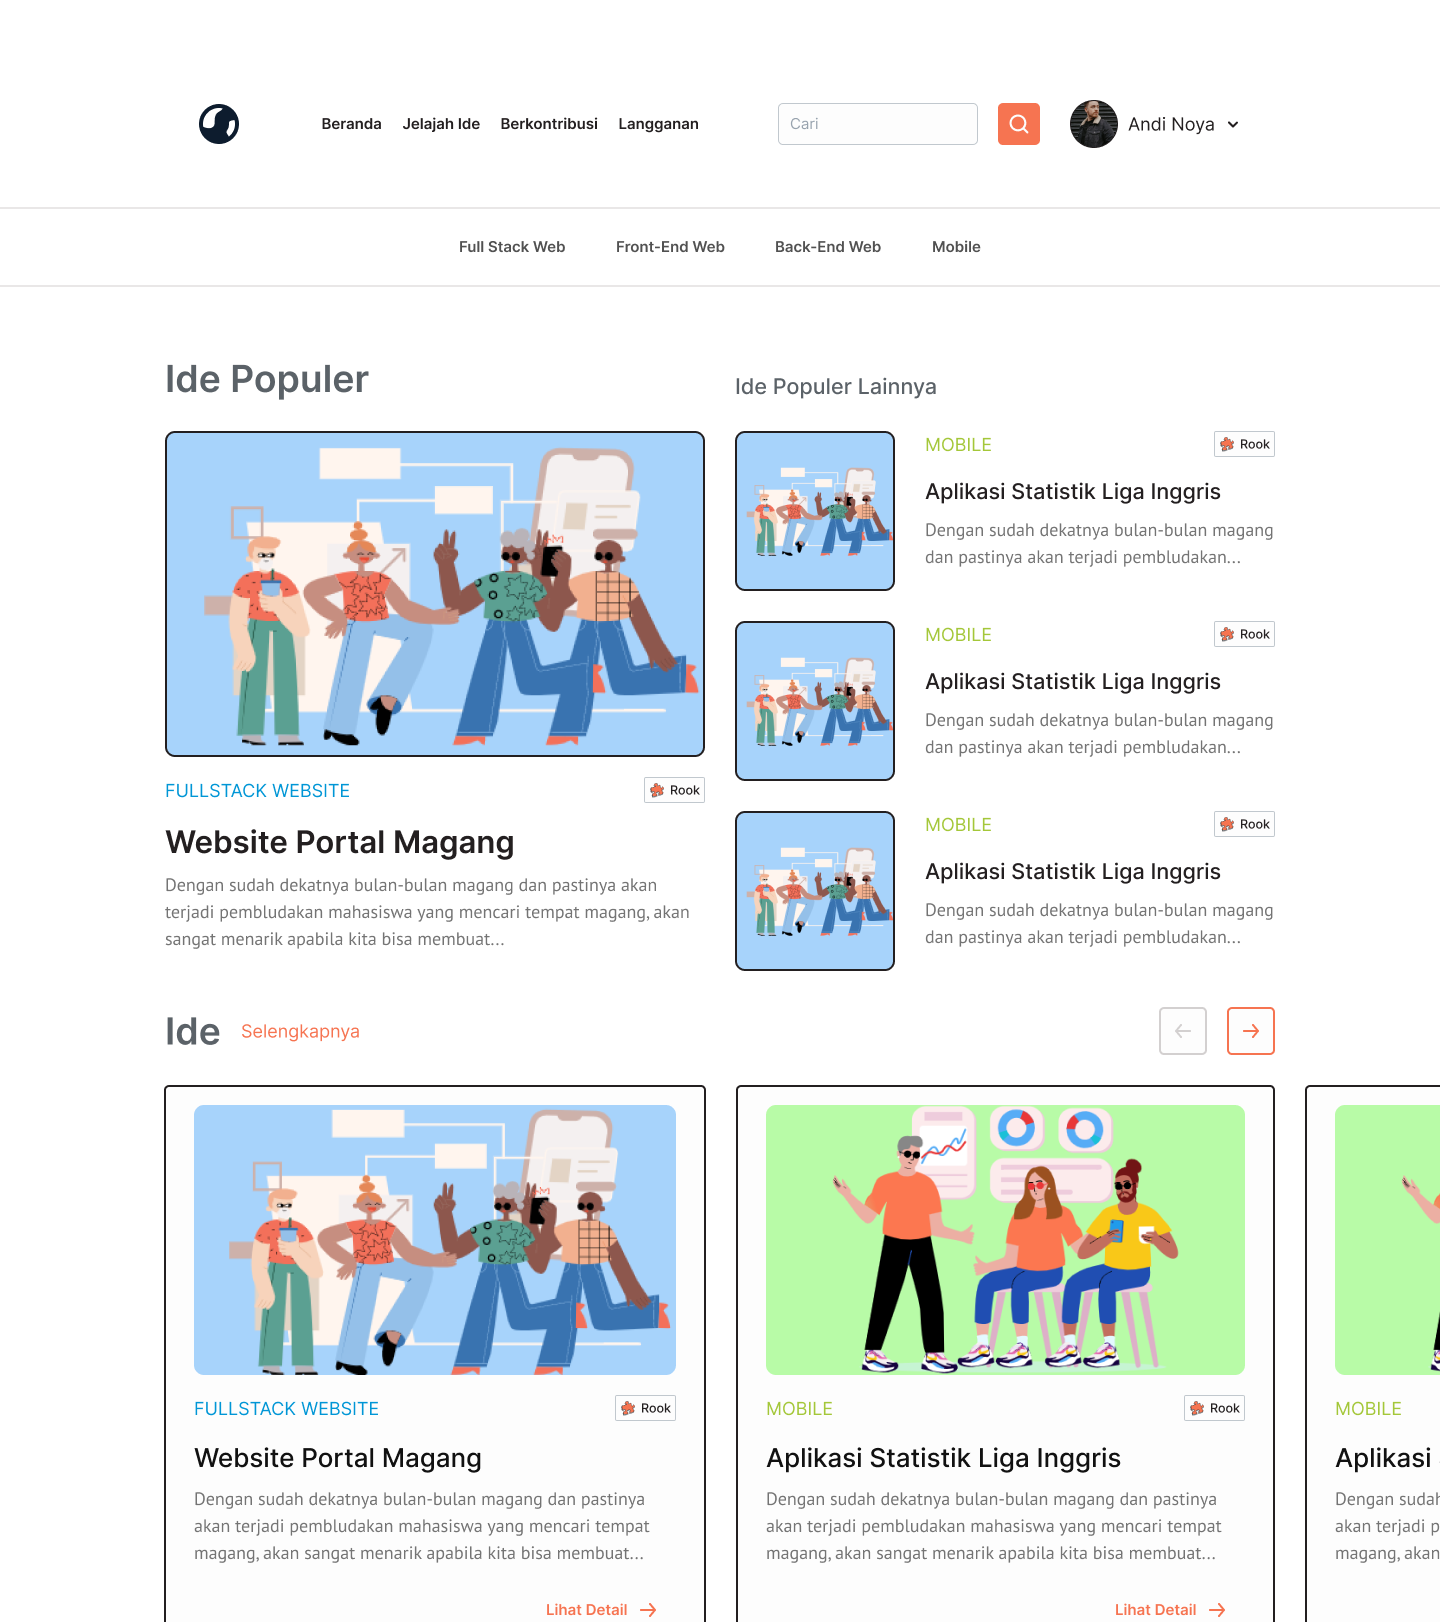 Beranda
Jelajah Ide
Berkontribusi
Langganan
Cari
Andi Noya
Full Stack Web
Front-End Web
Back-End Web
Mobile
Ide Populer
FULLSTACK WEBSITE
Rook
Website Portal Magang
Dengan sudah dekatnya bulan-bulan magang dan pastinya akan
terjadi pembludakan mahasiswa yang mencari tempat magang, akan
sangat menarik apabila kita bisa membuat...
Ide Populer Lainnya
MOBILE
Rook
Aplikasi Statistik Liga Inggris
Dengan sudah dekatnya bulan-bulan magang
dan pastinya akan terjadi pembludakan...
MOBILE
Rook
Aplikasi Statistik Liga Inggris
Dengan sudah dekatnya bulan-bulan magang
dan pastinya akan terjadi pembludakan...
MOBILE
Rook
Aplikasi Statistik Liga Inggris
Dengan sudah dekatnya bulan-bulan magang
dan pastinya akan terjadi pembludakan...
Ide
Selengkapnya
FULLSTACK WEBSITE
Rook
Website Portal Magang
Dengan sudah dekatnya bulan-bulan magang dan pastinya
akan terjadi pembludakan mahasiswa yang mencari tempat
magang, akan sangat menarik apabila kita bisa membuat...
Lihat Detail
MOBILE
Rook
Aplikasi Statistik Liga Inggris
Dengan sudah dekatnya bulan-bulan magang dan pastinya
akan terjadi pembludakan mahasiswa yang mencari tempat
magang, akan sangat menarik apabila kita bisa membuat...
Lihat Detail
MOBILE
Aplikasi
Dengan sudah
akan terjadi p
magang, akan